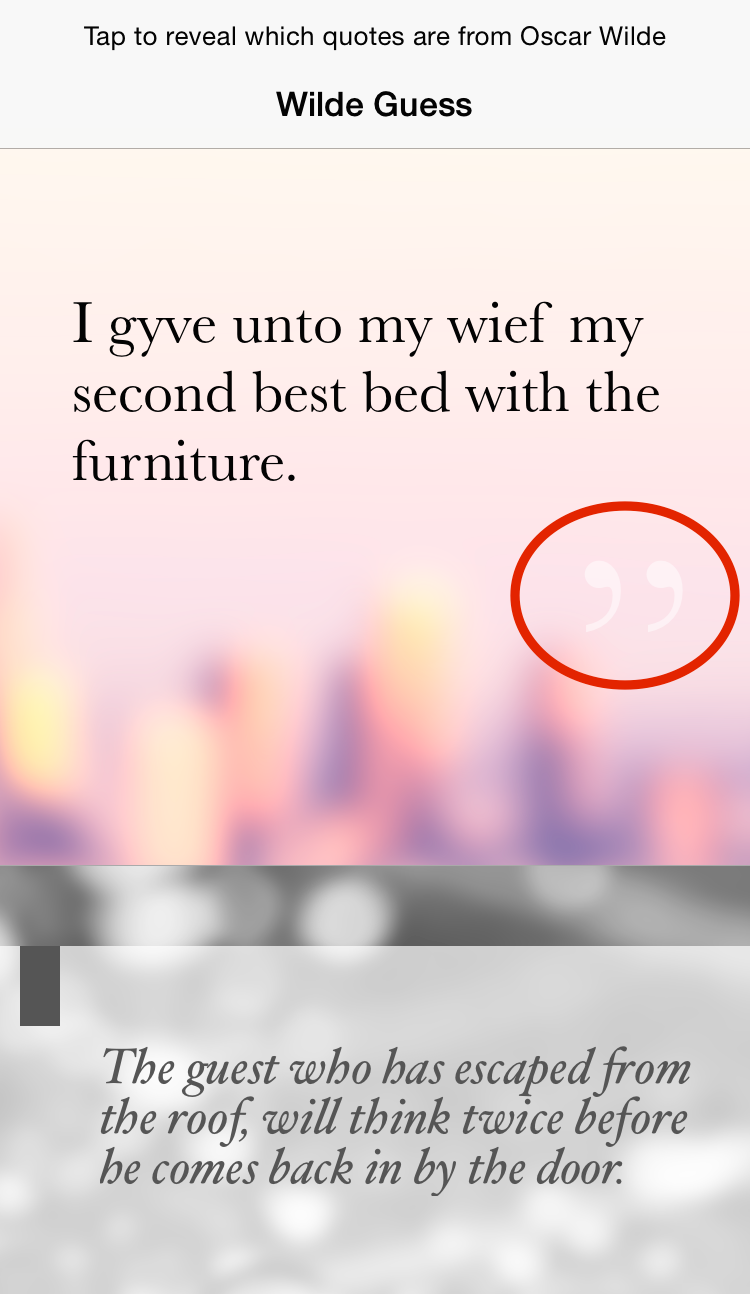 Tap to reveal which quotes are from Oscar Wilde
Wilde Guess
I gyve unto my wief my
second best bed with the
furniture.
”
The guest who has escaped from
the roof, will think twice before
he comes back in by the door.